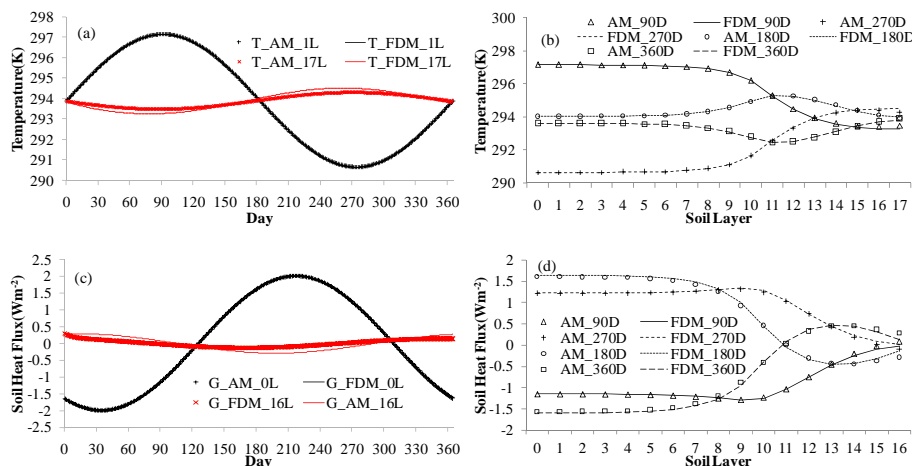 298
297
296
295
294
293
292
291
290
Temperature(K)
(a)
T_AM_1L T_FDM_1L
T_AM_17L T_FDM_17L
0 30 60 90 120 150 180 210 240 270 300 330 360
Day
300
298
296
294
292
290
Temperature(K)
(b)
AM_90D FDM_90D AM_270D
FDM_270D AM_180D FDM_180D
AM_360D FDM_360D
0 1 2 3 4 5 6 7 8 9 10 11 12 13 14 15 16 17
Soil Layer
2.5
2
1.5
1
0.5
0
-0.5
-1
-1.5
-2
-2.5
Soil Heat Flux(Wm-2)
(c)
G_AM_0L G_FDM_0L
G_FDM_16L G_AM_16L
0 30 60 90 120 150 180 210 240 270 300 330 360
Day
2
1.5
1
0.5
0
-0.5
-1
-1.5
-2
Soil Heat Flux(Wm-2)
(d)
AM_90D FDM_90D
AM_270D FDM_270D
AM_180D FDM_180D
AM_360D FDM_360D
0 1 2 3 4 5 6 7 8 9 10 11 12 13 14 15 16
Soil Layer